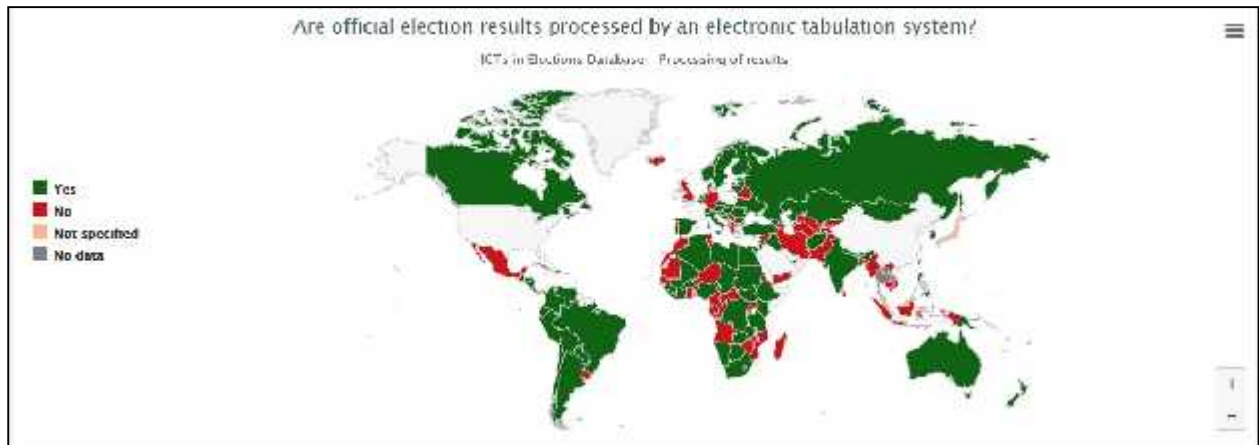 Are official election results processed by an electronic tabulation system?
ICTs in Elections Database - Processing of results
Yes
No
Not specified
No data
+
-